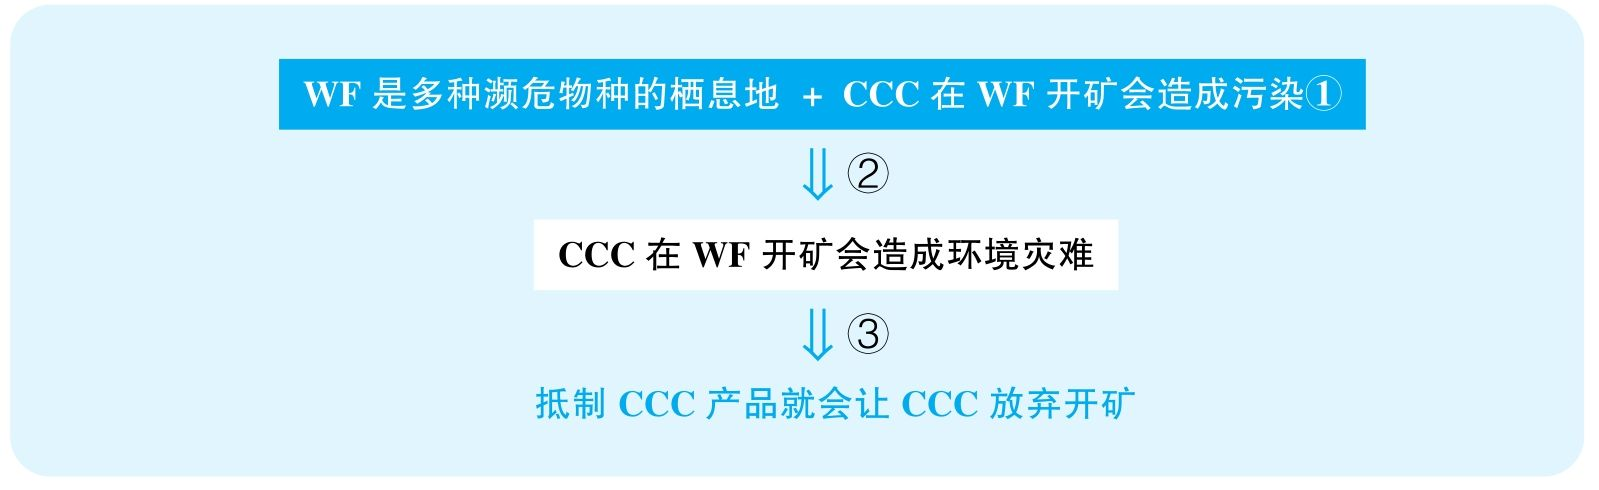 WF 是多种濒危物种的栖息地 + CCC 在 WF 开矿会造成污染①
②
CCC 在 WF 开矿会造成环境灾难
③
抵制 CCC 产品就会让 CCC 放弃开矿